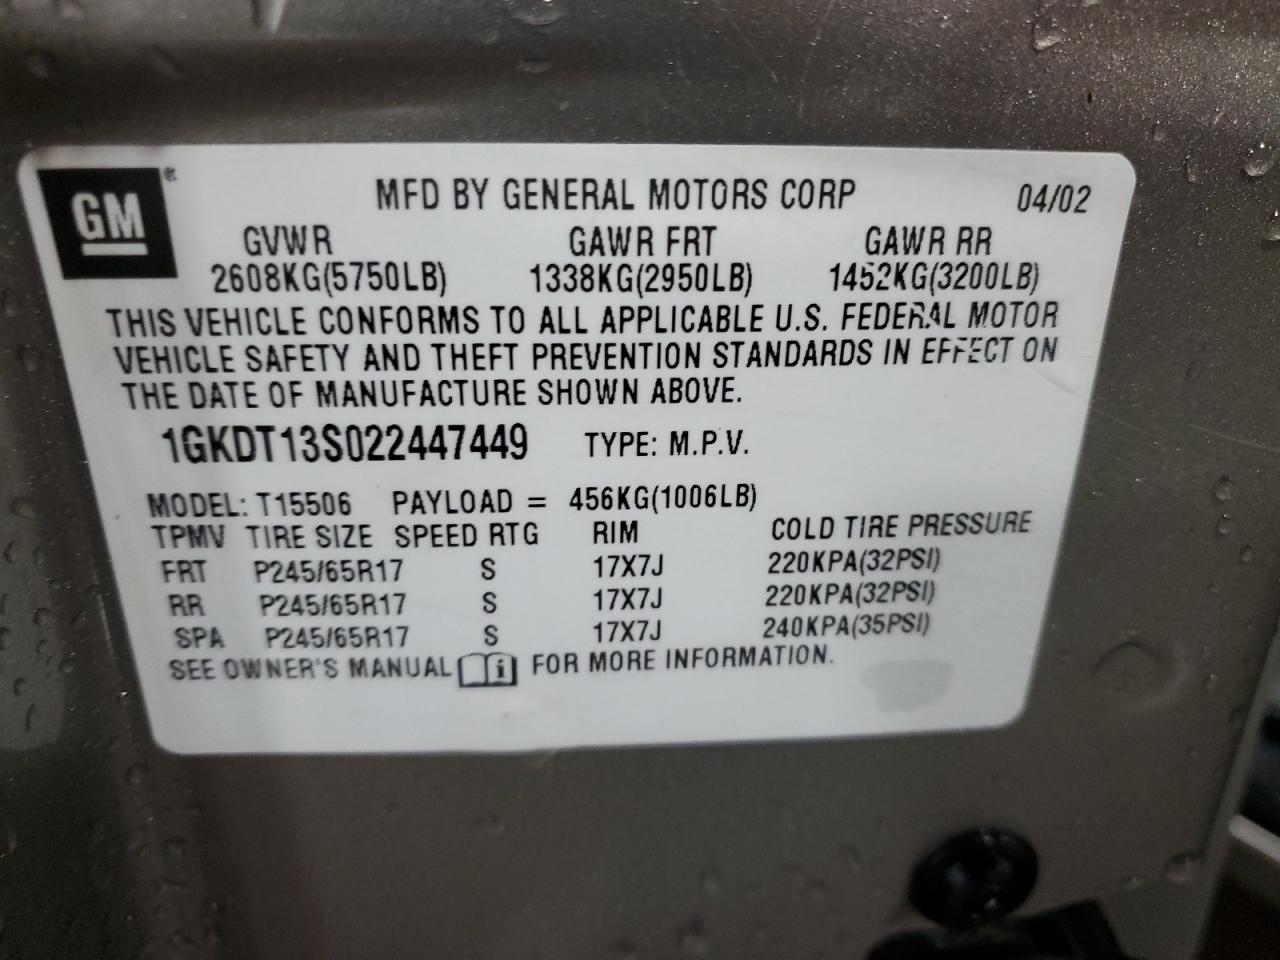 GM®
MFD BY GENERAL MOTORS CORP 04/02
GVWR GAWR FRT GAWR RR
2608KG(5750LB) 1338KG(2950LB) 1452KG(3200LB)
THIS VEHICLE CONFORMS TO ALL APPLICABLE U.S. FEDERAL MOTOR
VEHICLE SAFETY AND THEFT PREVENTION STANDARDS IN EFFECT ON
THE DATE OF MANUFACTURE SHOWN ABOVE.
1GKDT13S022447449 TYPE: M.P.V.
MODEL: T15506 PAYLOAD = 456KG(1006LB)
TPMV TIRE SIZE SPEED RTG RIM COLD TIRE PRESSURE
FRT P245/65R17 S 17X7J 220KPA(32PSI)
RR P245/65R17 S 17X7J 220KPA(32PSI)
SPA P245/65R17 S 17X7J 240KPA(35PSI)
SEE OWNER'S MANUAL i FOR MORE INFORMATION.